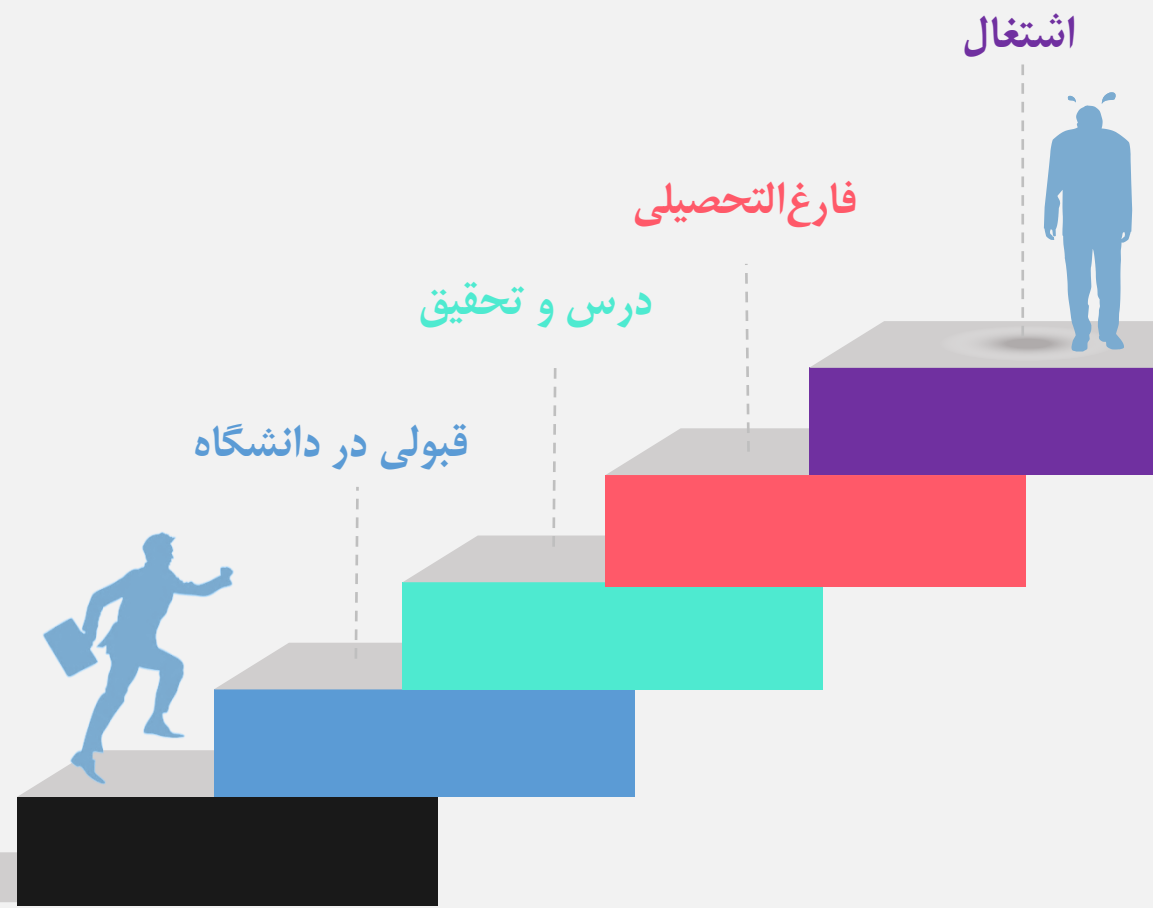 اشتغال
فارغ‌التحصیلی
درس و تحقیق
قبولی در دانشگاه